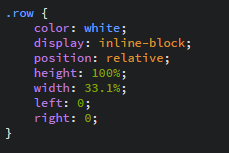 .row {
    color: white;
    display: inline-block;
    position: relative;
    height: 100%;
    width: 33.1%;
    left: 0;
    right: 0;
}